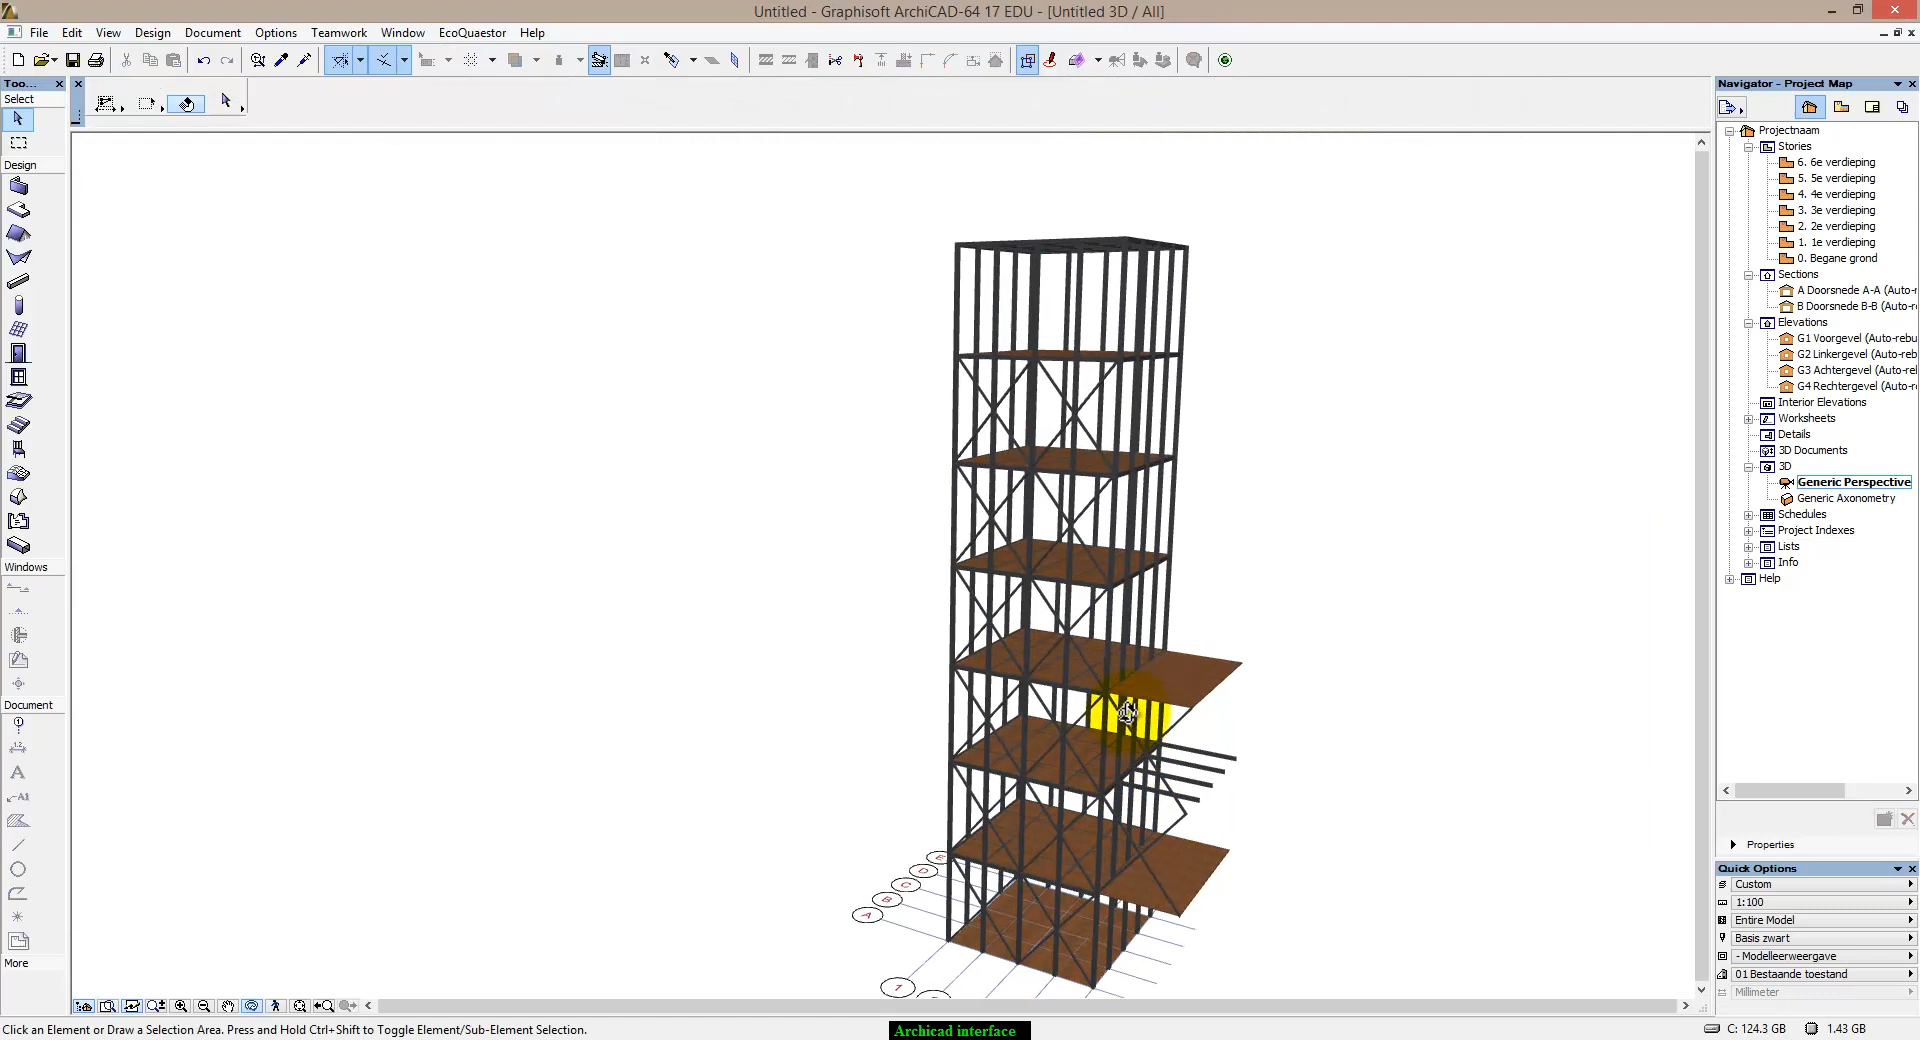 Untitled - Graphisoft ArchiCAD-64 17 EDU - [Untitled 3D / All]
File Edit View Design Document Options Teamwork Window EcoQuaestor Help
Too...
Select
Design
Windows
Document
More
Navigator - Project Map
Projectnaam
Stories
6. 6e verdieping
5. 5e verdieping
4. 4e verdieping
3. 3e verdieping
2. 2e verdieping
1. 1e verdieping
0. Begane grond
Sections
A Doorsnede A-A (Auto-r
B Doorsnede B-B (Auto-r
Elevations
G1 Voorgevel (Auto-rebu
G2 Linkergevel (Auto-reb
G3 Achtergevel (Auto-rel
G4 Rechtergevel (Auto-r
Interior Elevations
Worksheets
Details
3D Documents
3D
Generic Perspective
Generic Axonometry
Schedules
Project Indexes
Lists
Info
Help
Properties
Quick Options
Custom
1:100
Entire Model
Basis zwart
- Modelleerweergave
01 Bestaande toestand
Millimeter
E
D
C
B
A
1
Click an Element or Draw a Selection Area. Press and Hold Ctrl+Shift to Toggle Element/Sub-Element Selection.
Archicad interface
C: 124.3 GB
1.43 GB